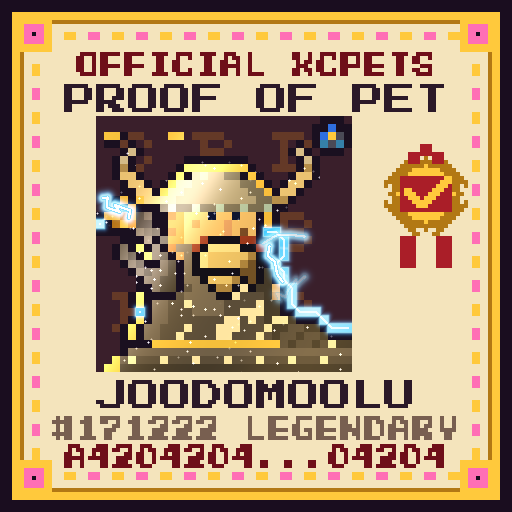 OFFICIAL XCPETS
PROOF OF PET
JOODOMOOLU
#171222 LEGENDARY
A4204204...04204